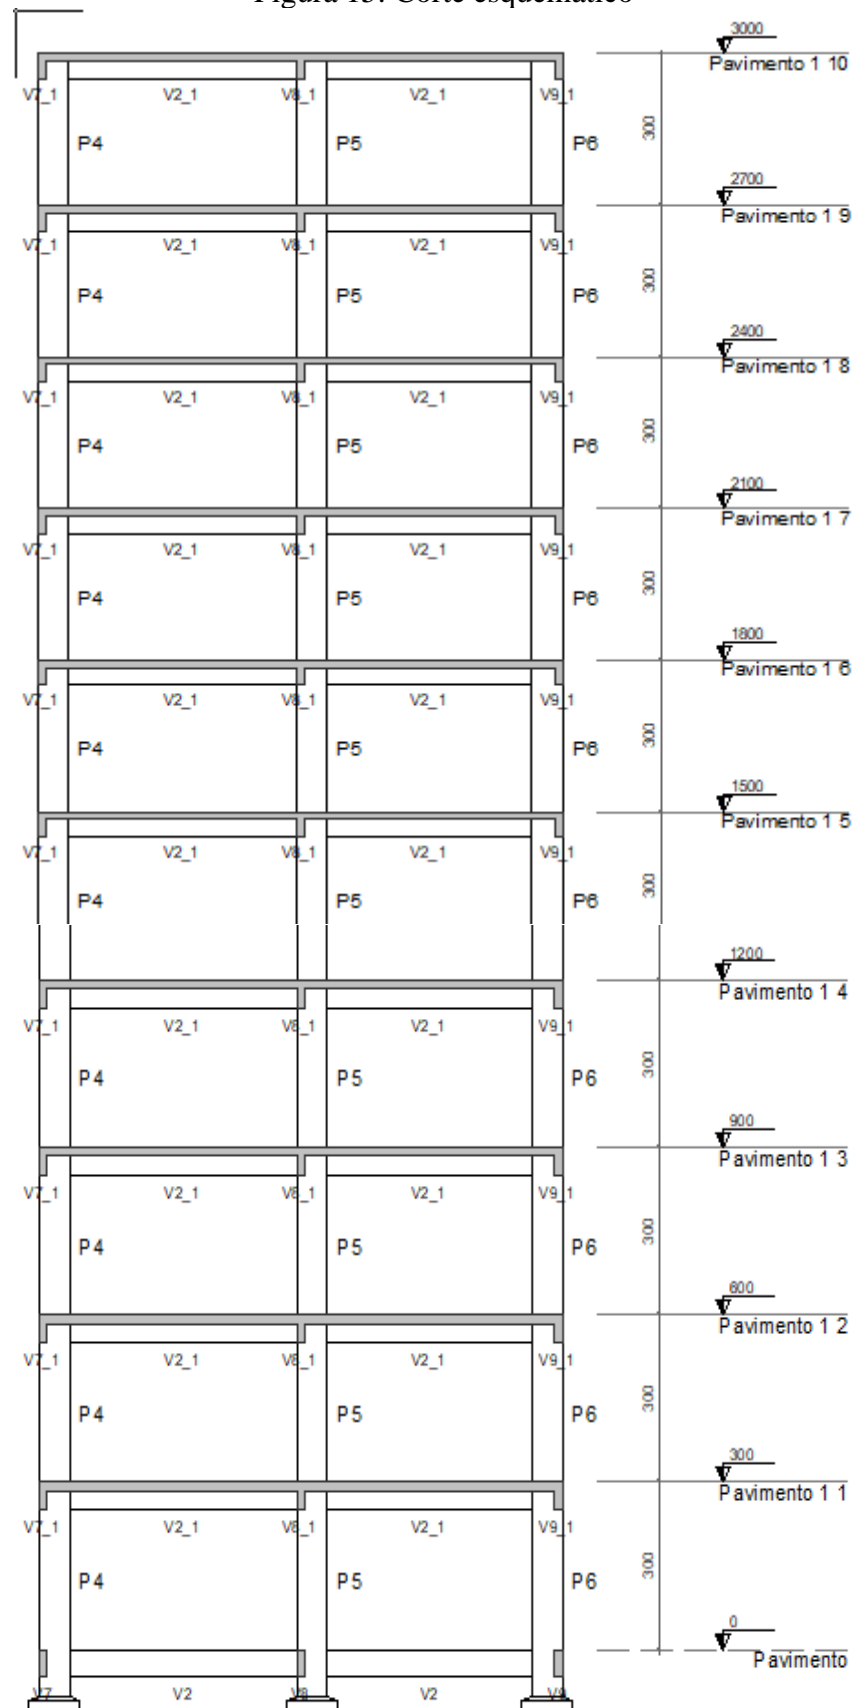 Figura 13: Corte esquemático
3000
Pavimento 1 10
V7_1 V2_1 V8_1 V2_1 V9_1
P4 P5 P6 300
2700
Pavimento 1 9
V7_1 V2_1 V8_1 V2_1 V9_1
P4 P5 P6 300
2400
Pavimento 1 8
V7_1 V2_1 V8_1 V2_1 V9_1
P4 P5 P6 300
2100
Pavimento 1 7
V7_1 V2_1 V8_1 V2_1 V9_1
P4 P5 P6 300
1800
Pavimento 1 6
V7_1 V2_1 V8_1 V2_1 V9_1
P4 P5 P6 300
1500
Pavimento 1 5
V7_1 V2_1 V8_1 V2_1 V9_1
P4 P5 P6 300
1200
Pavimento 1 4
V7_1 V2_1 V8_1 V2_1 V9_1
P4 P5 P6 300
900
Pavimento 1 3
V7_1 V2_1 V8_1 V2_1 V9_1
P4 P5 P6 300
600
Pavimento 1 2
V7_1 V2_1 V8_1 V2_1 V9_1
P4 P5 P6 300
300
Pavimento 1 1
V7_1 V2_1 V8_1 V2_1 V9_1
P4 P5 P6 300
0
Pavimento
V7 V2 V8 V2 V9